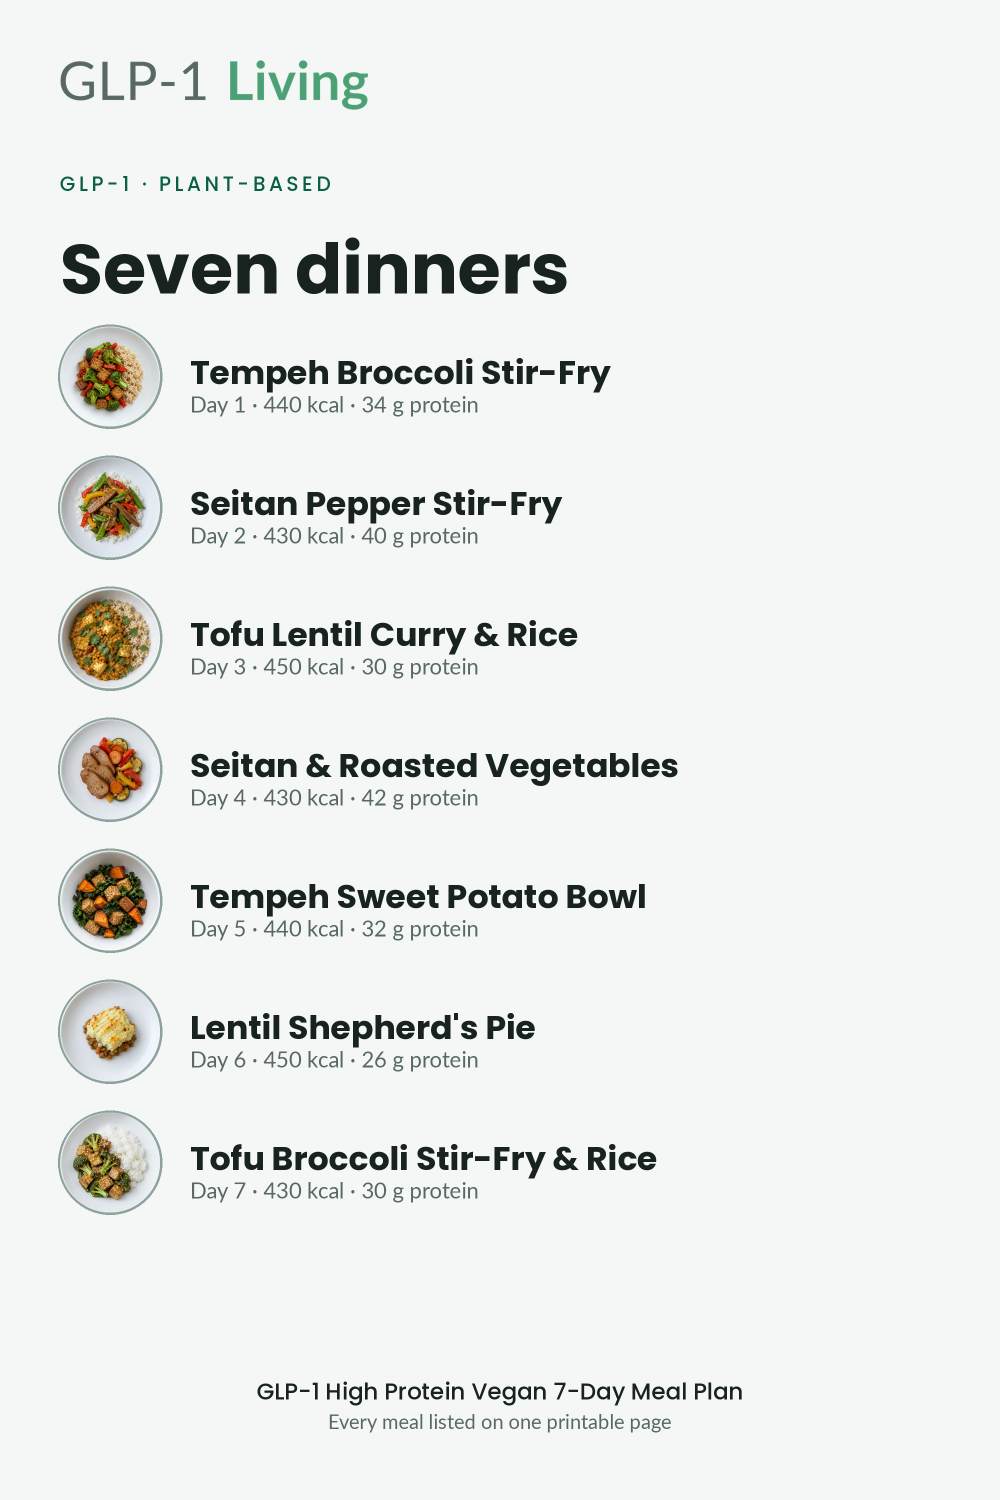 GLP-1 Living
GLP-1 · PLANT-BASED
Seven dinners
Tempeh Broccoli Stir-Fry
Day 1 · 440 kcal · 34 g protein
Seitan Pepper Stir-Fry
Day 2 · 430 kcal · 40 g protein
Tofu Lentil Curry & Rice
Day 3 · 450 kcal · 30 g protein
Seitan & Roasted Vegetables
Day 4 · 430 kcal · 42 g protein
Tempeh Sweet Potato Bowl
Day 5 · 440 kcal · 32 g protein
Lentil Shepherd's Pie
Day 6 · 450 kcal · 26 g protein
Tofu Broccoli Stir-Fry & Rice
Day 7 · 430 kcal · 30 g protein
GLP-1 High Protein Vegan 7-Day Meal Plan
Every meal listed on one printable page